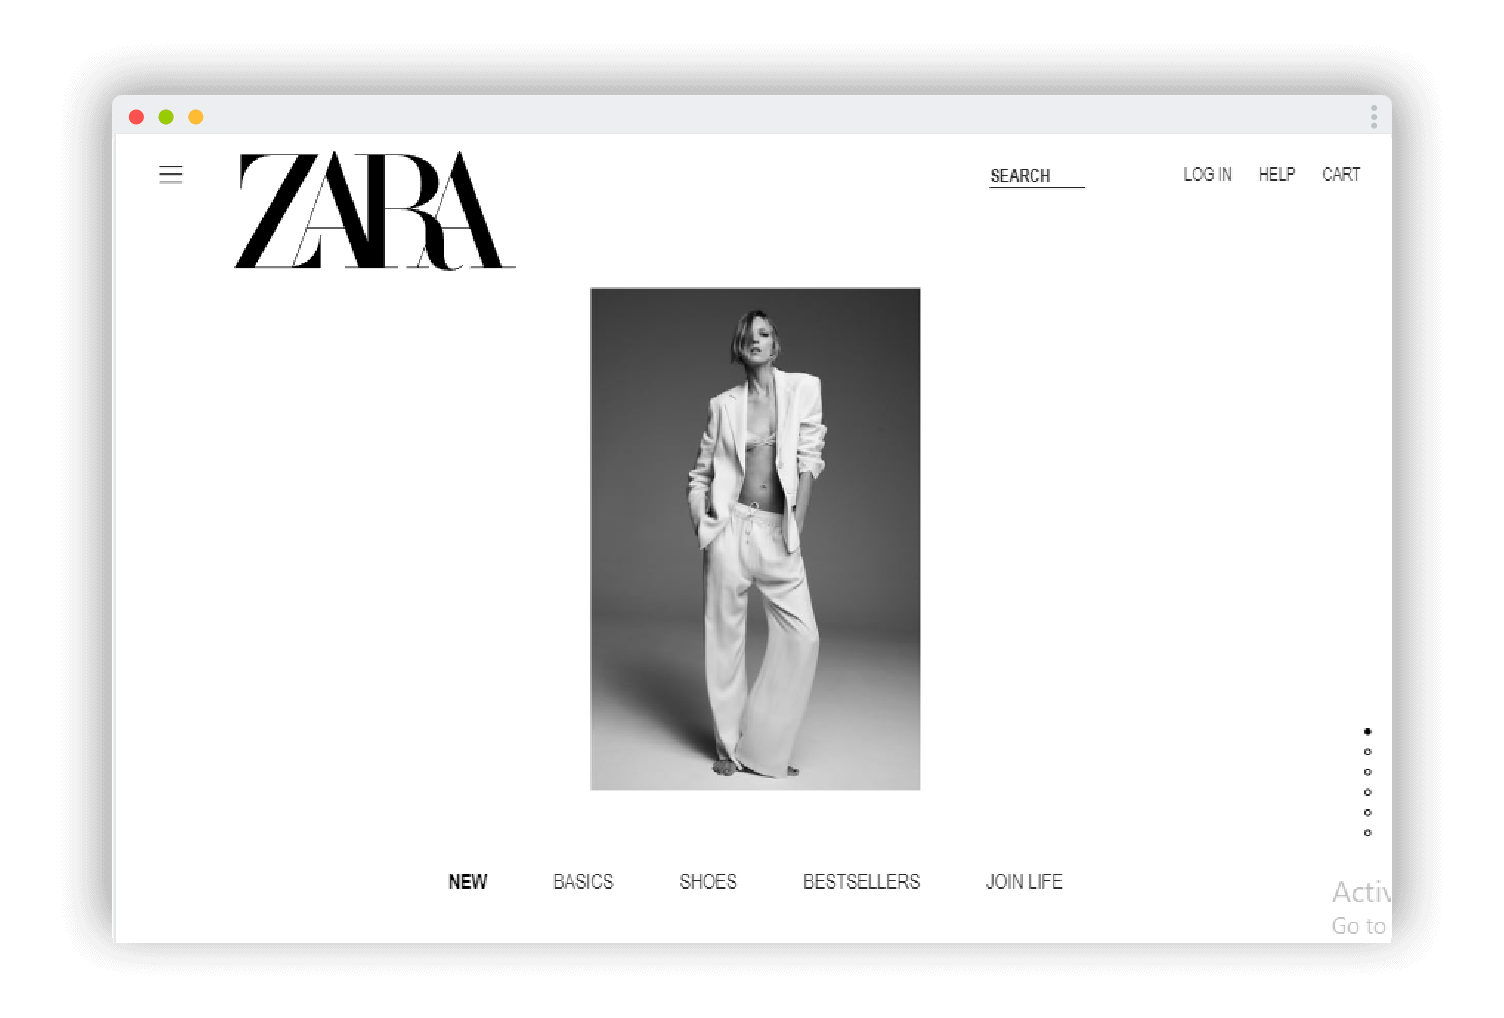 ZARA
SEARCH
LOG IN HELP CART
NEW BASICS SHOES BESTSELLERS JOIN LIFE
Activ
Go to